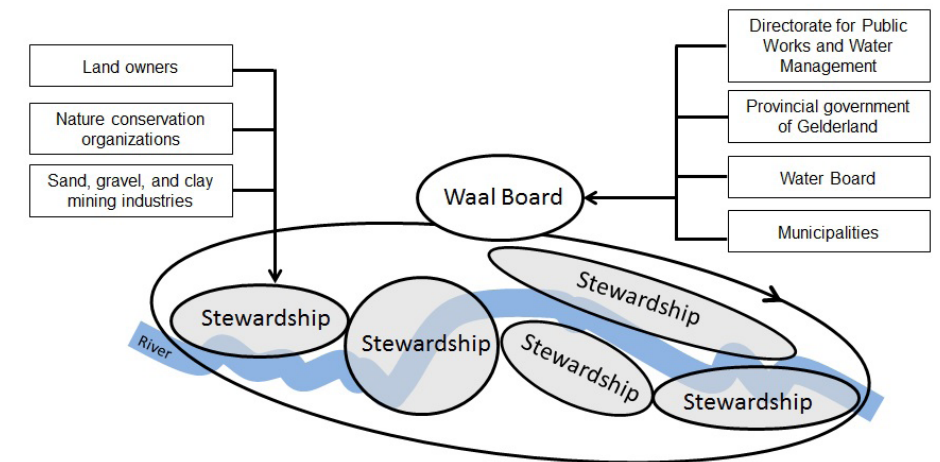 Land owners
Nature conservation
organizations
Sand, gravel, and clay
mining industries
Directorate for Public
Works and Water
Management
Provincial government
of Gelderland
Water Board
Municipalities
Waal Board
Stewardship
Stewardship
Stewardship
Stewardship
Stewardship
River